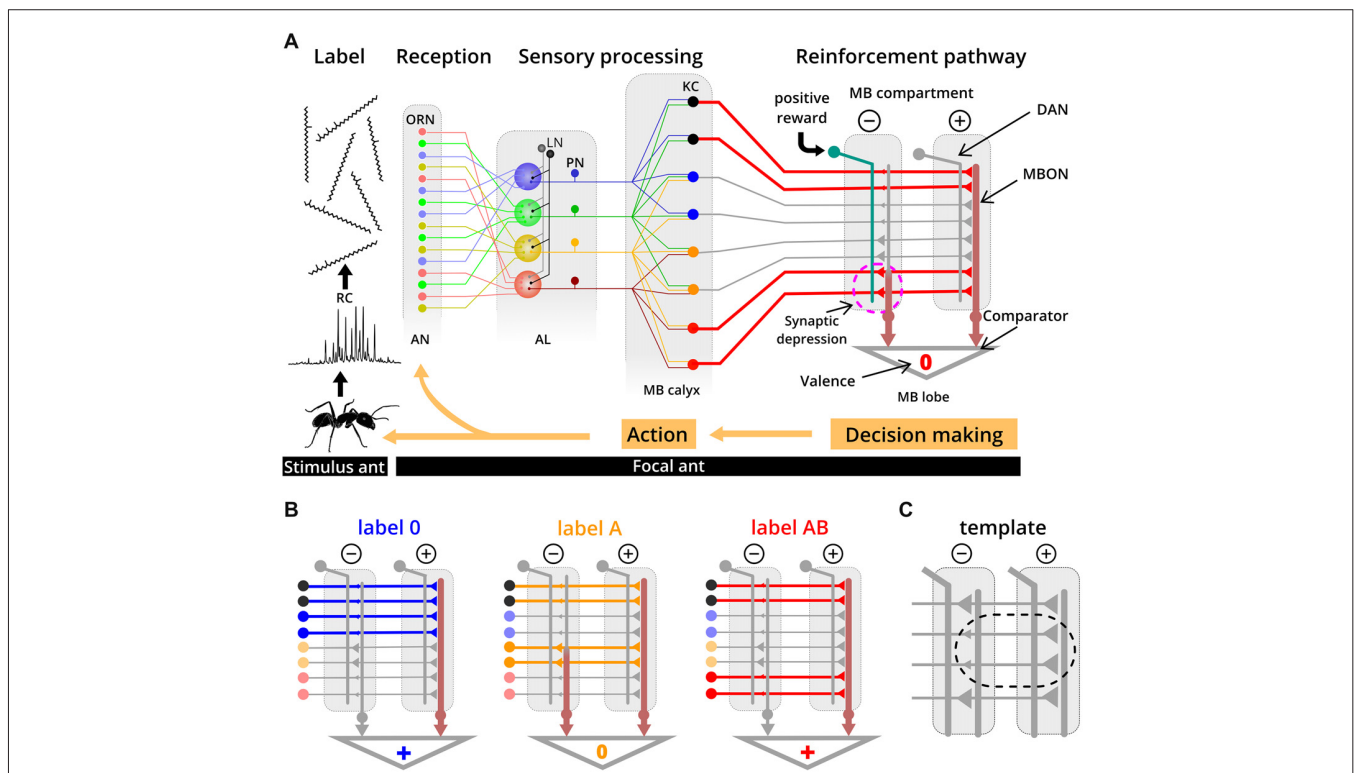 A
Label
Reception
Sensory processing
Reinforcement pathway
KC
positive
reward
MB compartment
−
+
DAN
ORN
LN
PN
MBON
RC
Synaptic
depression
Comparator
AN
AL
Valence
0
MB calyx
MB lobe
Action
Decision making
Stimulus ant
Focal ant
B
label 0
label A
label AB
C
template
−
+
−
+
−
+
−
+
+
0
+